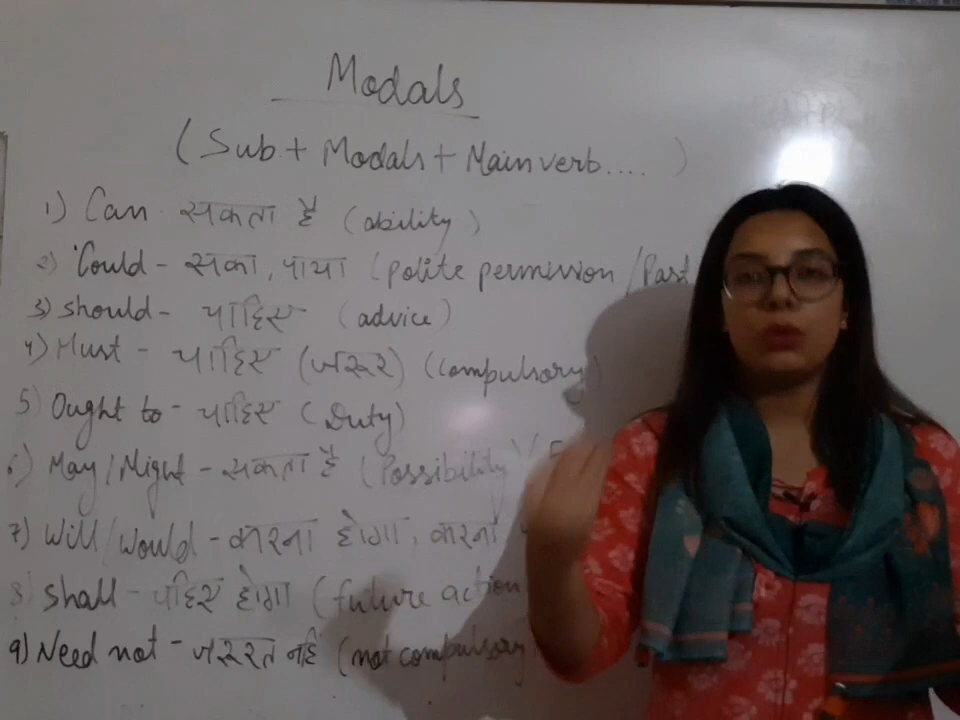 Modals
(Sub + Modals + Main verb....)
1) Can सकता है (ability)
2) Could - सका, पाया (polite permission / Past
3) should - चाहिए (advice)
4) Must - चाहिए (जरूर) (Compulsory)
5) Ought to - चाहिए (Duty)
6) May/Might - सकता है (Possibility) (
7) Will/would - करना होगा, करना
8) shall - चहिए होगा (future action
9) Need not - जरूरत नहि (not compulsory)